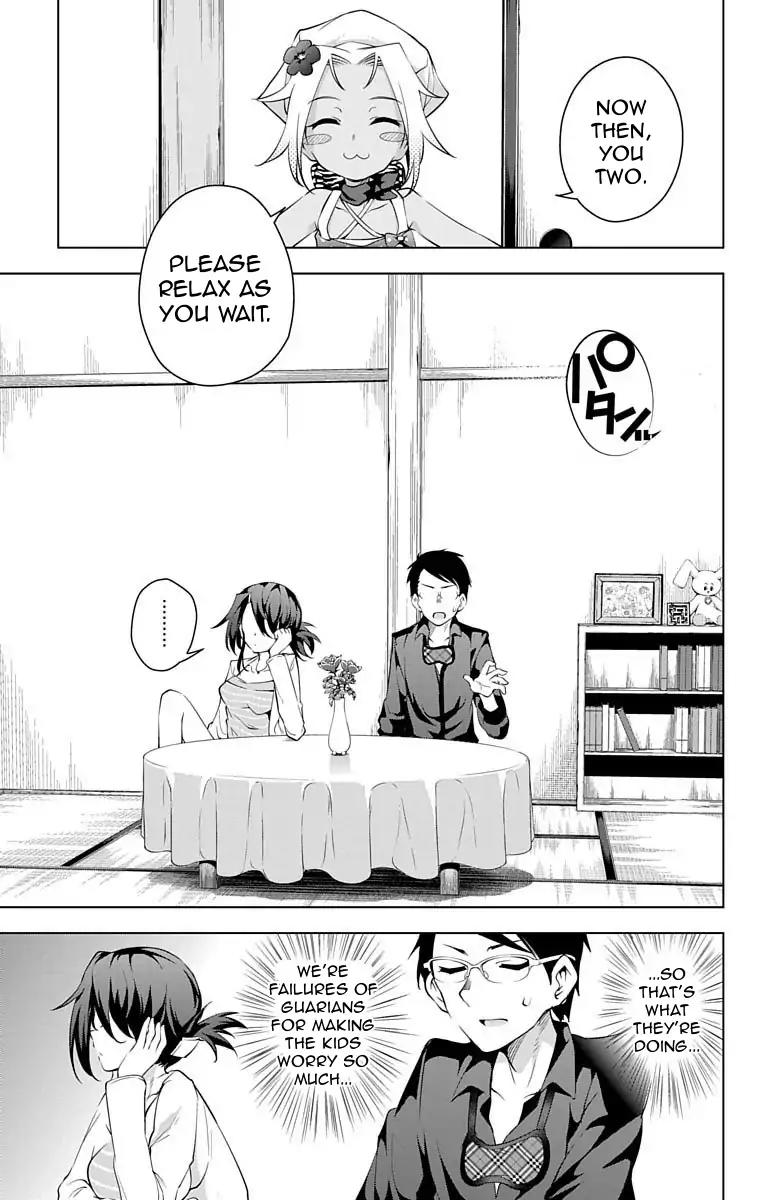 NOW
THEN,
YOU
TWO.
PLEASE
RELAX AS
YOU WAIT.
パタンッ
………
...SO
THAT'S
WHAT
THEY'RE
DOING...
WE'RE
FAILURES OF
GUARIANS
FOR MAKING
THE KIDS
WORRY SO
MUCH...